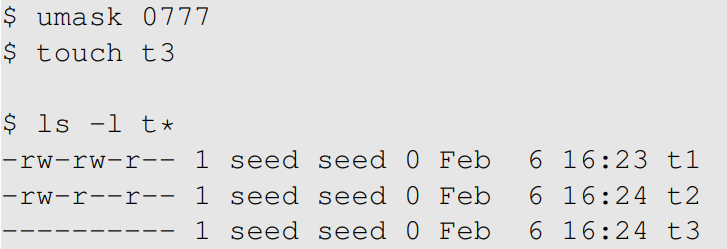 $ umask 0777
$ touch t3
$ ls -l t*
-rw-rw-r-- 1 seed seed 0 Feb  6 16:23 t1
-rw-r--r-- 1 seed seed 0 Feb  6 16:24 t2
---------- 1 seed seed 0 Feb  6 16:24 t3